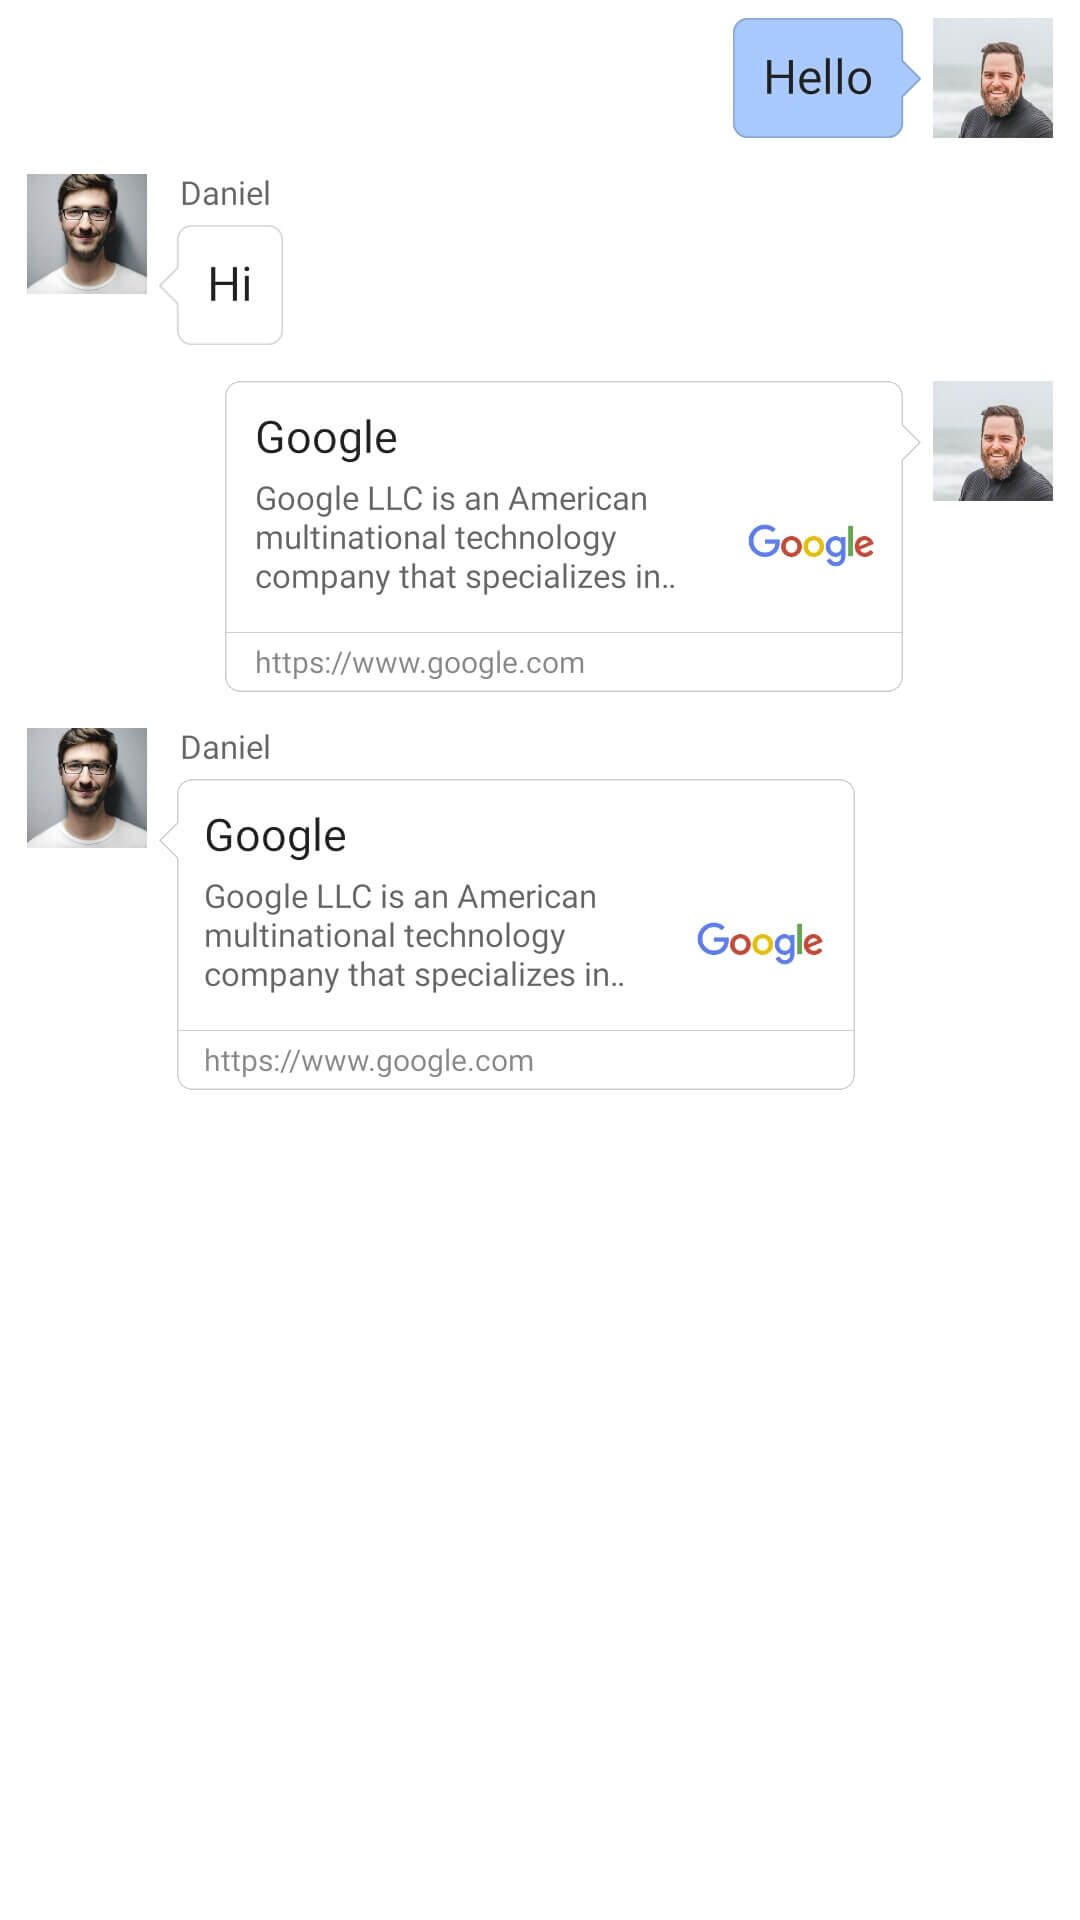 Hello
Daniel
Hi
Google
Google LLC is an American
multinational technology
company that specializes in..
Google
https://www.google.com
Daniel
Google
Google LLC is an American
multinational technology
company that specializes in..
Google
https://www.google.com